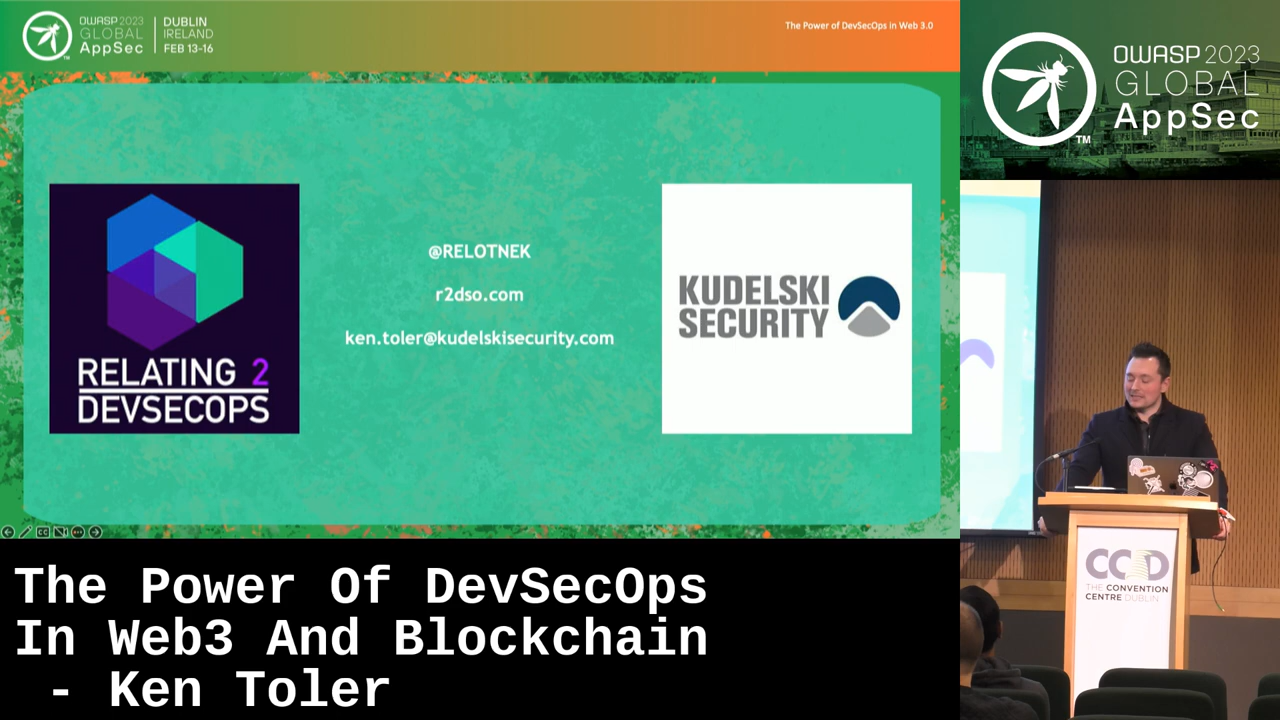 OWASP 2023
GLOBAL
AppSec
TM
DUBLIN
IRELAND
FEB 13-16
The Power of DevSecOps in Web 3.0
RELATING 2
DEVSECOPS
@RELOTNEK
r2dso.com
ken.toler@kudelskisecurity.com
KUDELSKI
SECURITY
The Power Of DevSecOps
In Web3 And Blockchain
- Ken Toler
OWASP 2023
GLOBAL
AppSec
TM
CCD
THE CONVENTION
CENTRE DUBLIN